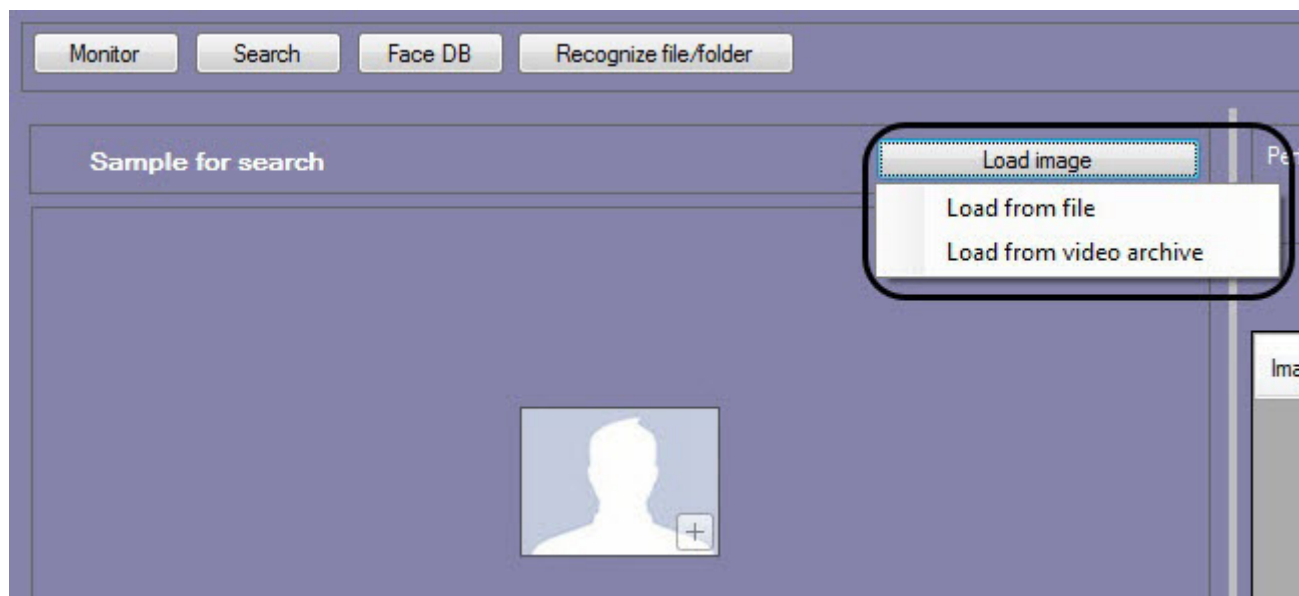 Monitor Search Face DB Recognize file/folder
Sample for search
Load image
Load from file
Load from video archive